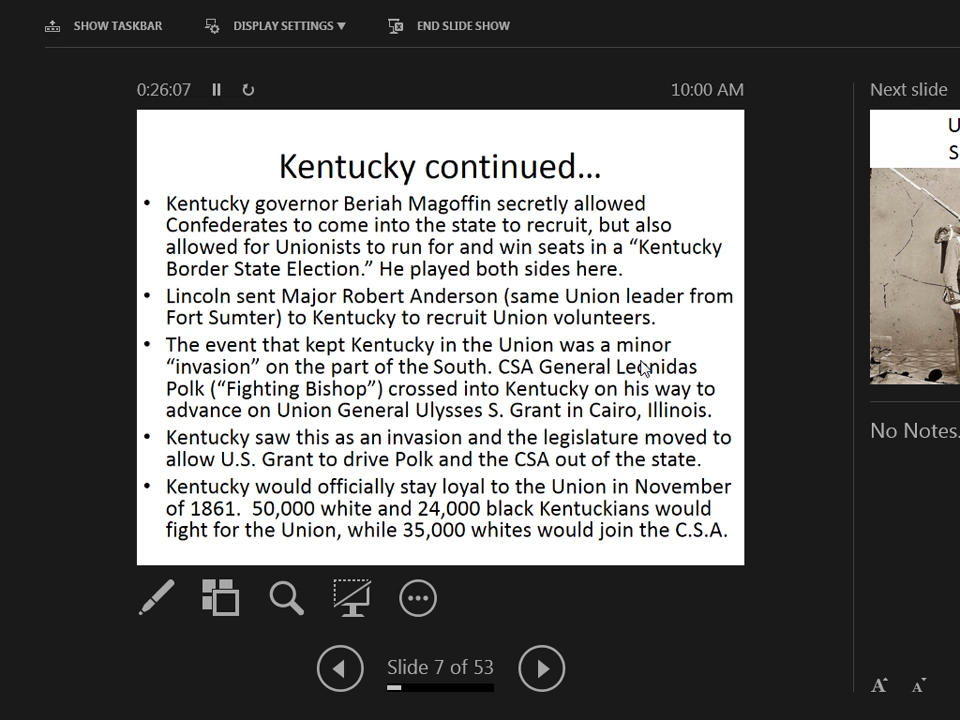 SHOW TASKBAR DISPLAY SETTINGS ▼ END SLIDE SHOW
0:26:07 10:00 AM Next slide
Kentucky continued...
• Kentucky governor Beriah Magoffin secretly allowed
Confederates to come into the state to recruit, but also
allowed for Unionists to run for and win seats in a “Kentucky
Border State Election.” He played both sides here.
• Lincoln sent Major Robert Anderson (same Union leader from
Fort Sumter) to Kentucky to recruit Union volunteers.
• The event that kept Kentucky in the Union was a minor
“invasion” on the part of the South. CSA General Leonidas
Polk (“Fighting Bishop”) crossed into Kentucky on his way to
advance on Union General Ulysses S. Grant in Cairo, Illinois.
• Kentucky saw this as an invasion and the legislature moved to
allow U.S. Grant to drive Polk and the CSA out of the state.
• Kentucky would officially stay loyal to the Union in November
of 1861. 50,000 white and 24,000 black Kentuckians would
fight for the Union, while 35,000 whites would join the C.S.A.
Slide 7 of 53
U
S
No Notes.
A A